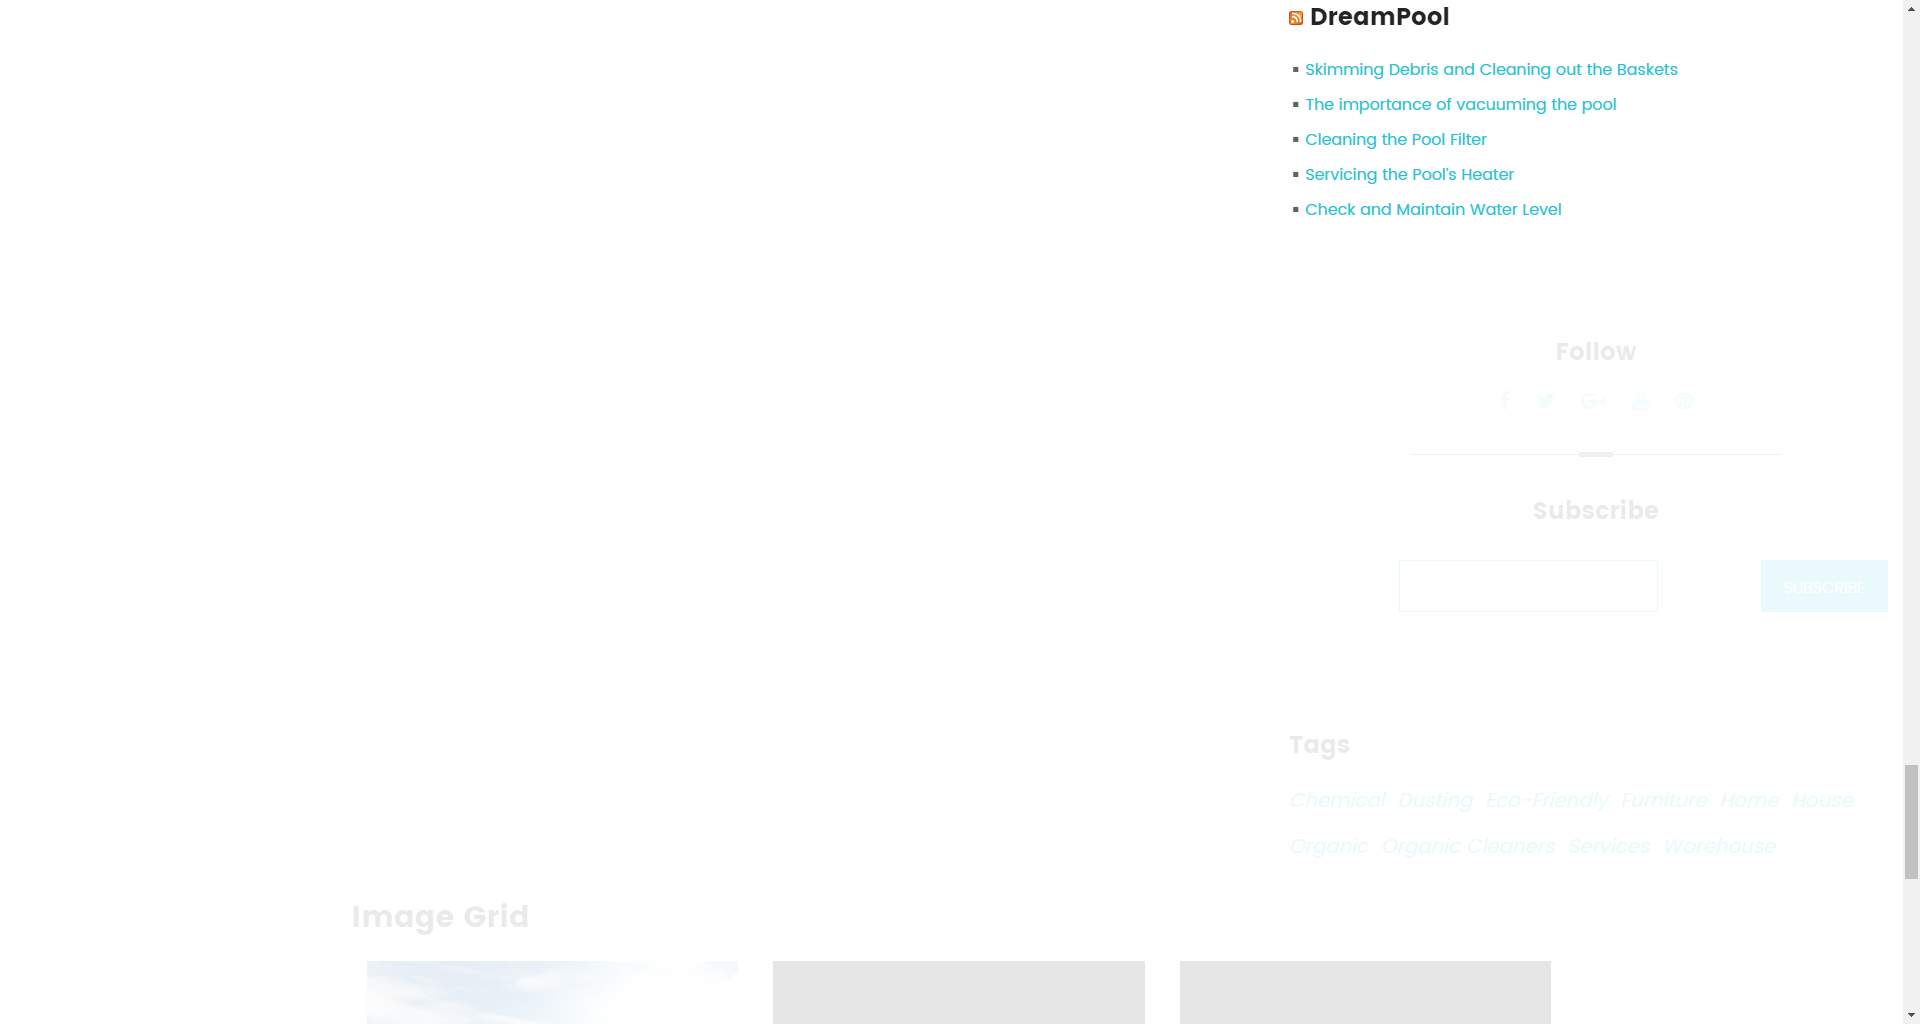 DreamPool
Skimming Debris and Cleaning out the Baskets
The importance of vacuuming the pool
Cleaning the Pool Filter
Servicing the Pool's Heater
Check and Maintain Water Level
Follow
Subscribe
SUBSCRIBE
Tags
Chemical Dusting Eco-Friendly Furniture Home House
Organic Organic Cleaners Services Warehouse
Image Grid